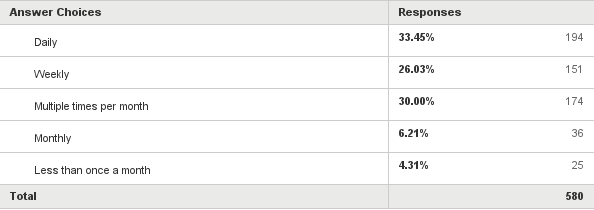 Answer Choices Responses
Daily 33.45% 194
Weekly 26.03% 151
Multiple times per month 30.00% 174
Monthly 6.21% 36
Less than once a month 4.31% 25
Total 580